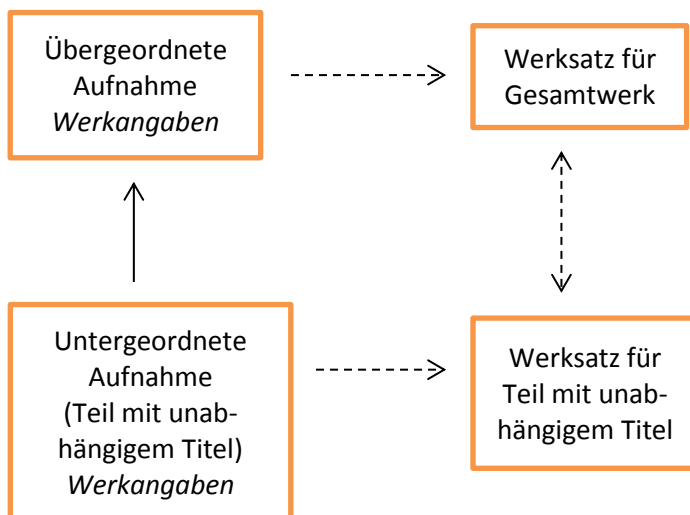 Übergeordnete
Aufnahme
Werkangaben
Werksatz für
Gesamtwerk
Untergeordnete
Aufnahme
(Teil mit unab-
hängigem Titel)
Werkangaben
Werksatz für
Teil mit unab-
hängigem Titel